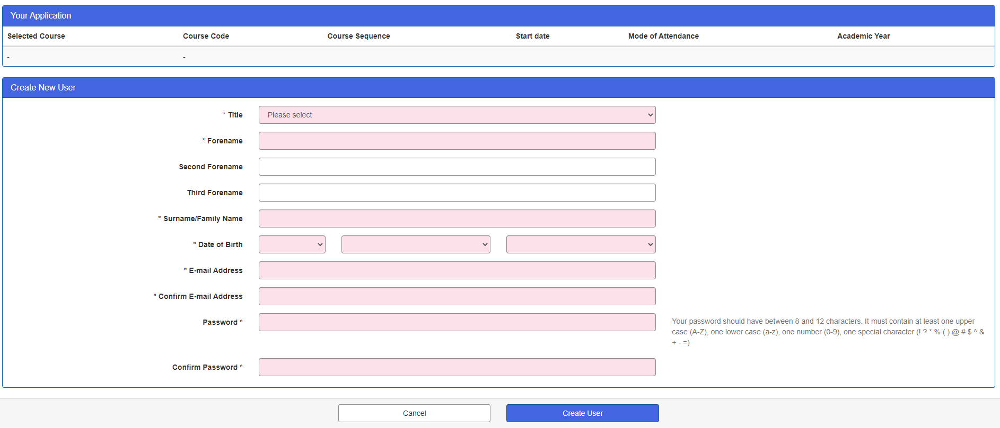 Your Application
Selected Course Course Code Course Sequence Start date Mode of Attendance Academic Year
- -
Create New User
* Title Please select
* Forename
Second Forename
Third Forename
* Surname/Family Name
* Date of Birth
* E-mail Address
* Confirm E-mail Address
Password *
Your password should have between 8 and 12 characters. It must contain at least one upper
case (A-Z), one lower case (a-z), one number (0-9), one special character (! ? * % ( ) @ # $ ^ &
+ - =)
Confirm Password *
Cancel Create User